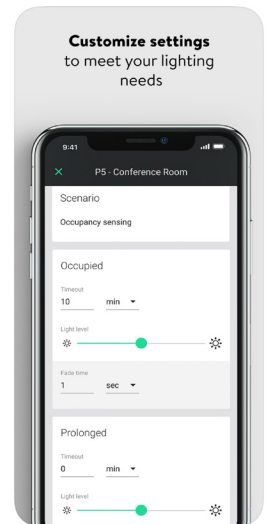 Customize settings
to meet your lighting
needs
9:41
P5 - Conference Room
Scenario
Occupancy sensing
Occupied
Timeout
10 min
Light level
Fade time
1 sec
Prolonged
Timeout
0 min
Light level